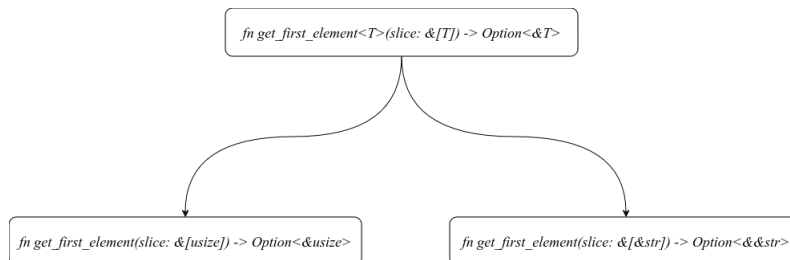 fn get_first_element<T>(slice: &[T]) -> Option<&T>
fn get_first_element(slice: &[usize]) -> Option<&usize>
fn get_first_element(slice: &[&str]) -> Option<&&str>